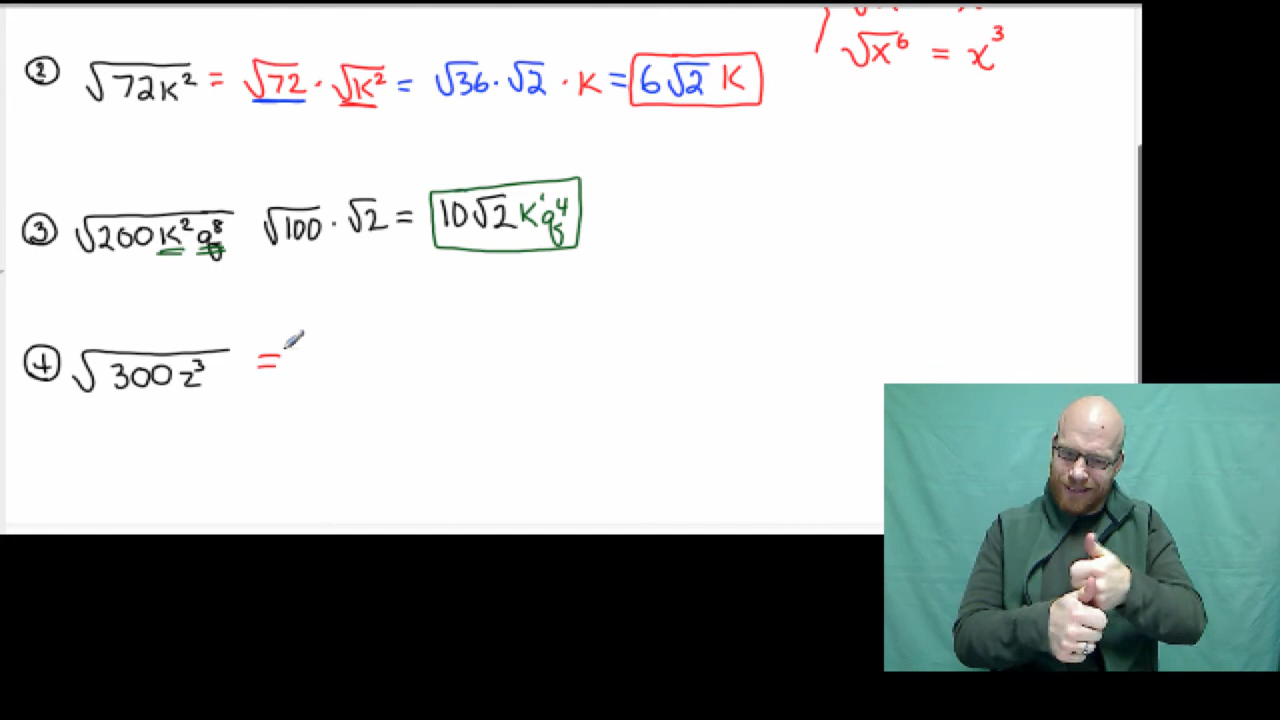 √x⁶ = x³
② √72K² = √72 · √K² = √36 · √2 · K = 6√2 K
③ √200K²q⁸ √100 · √2 = 10√2 K¹q⁴
④ √300z³ =